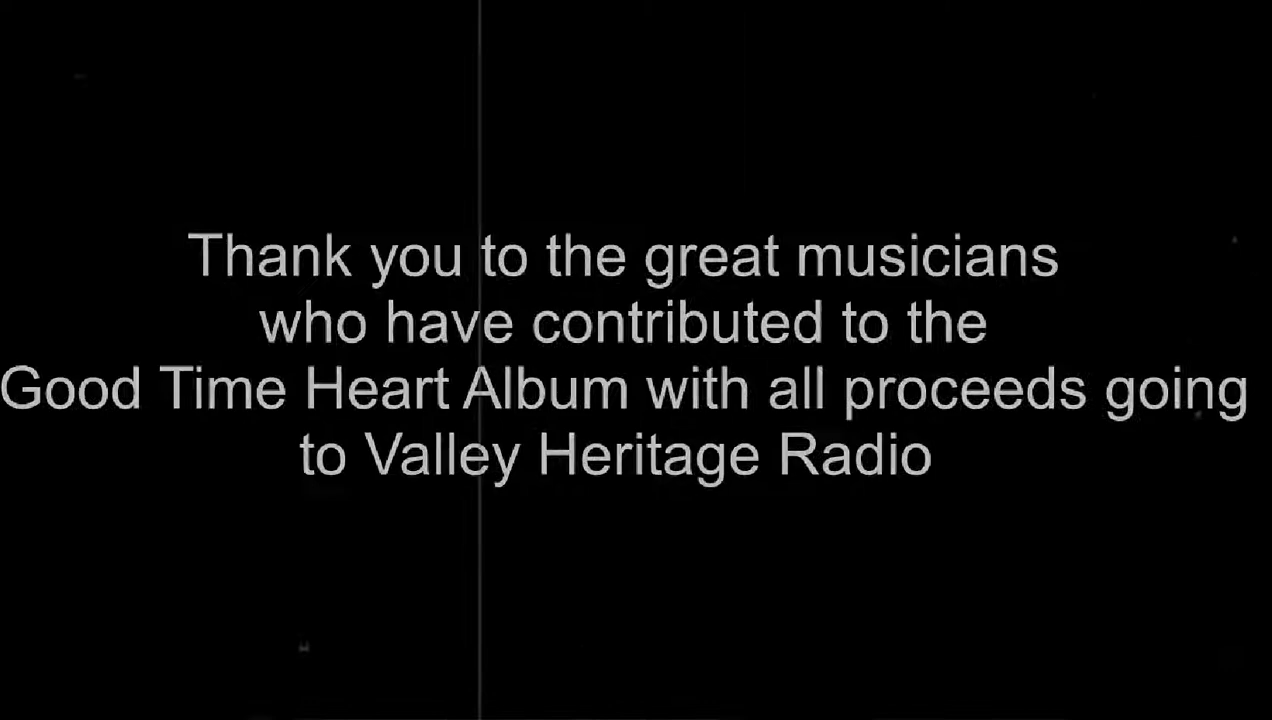 Thank you to the great musicians
who have contributed to the
Good Time Heart Album with all proceeds going
to Valley Heritage Radio